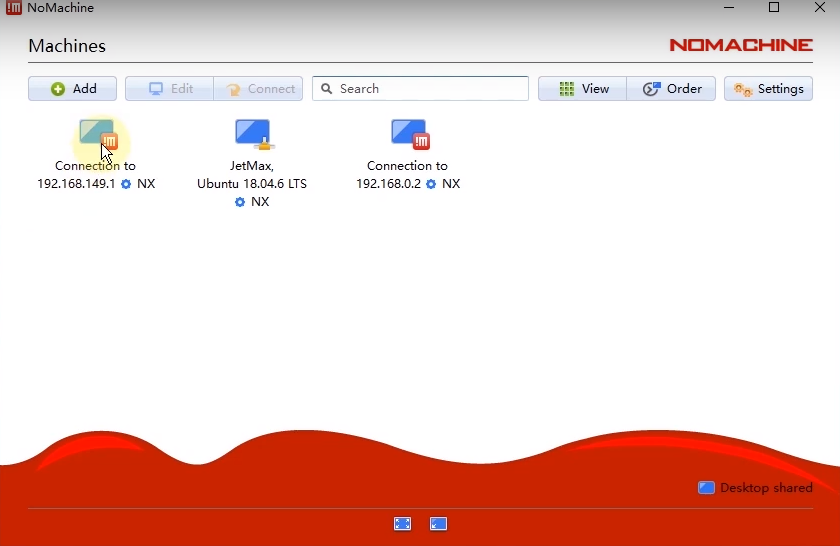 NoMachine
Machines
NOMACHINE
Add
Edit
Connect
Search
View
Order
Settings
Connection to
192.168.149.1 NX
JetMax,
Ubuntu 18.04.6 LTS
NX
Connection to
192.168.0.2 NX
Desktop shared